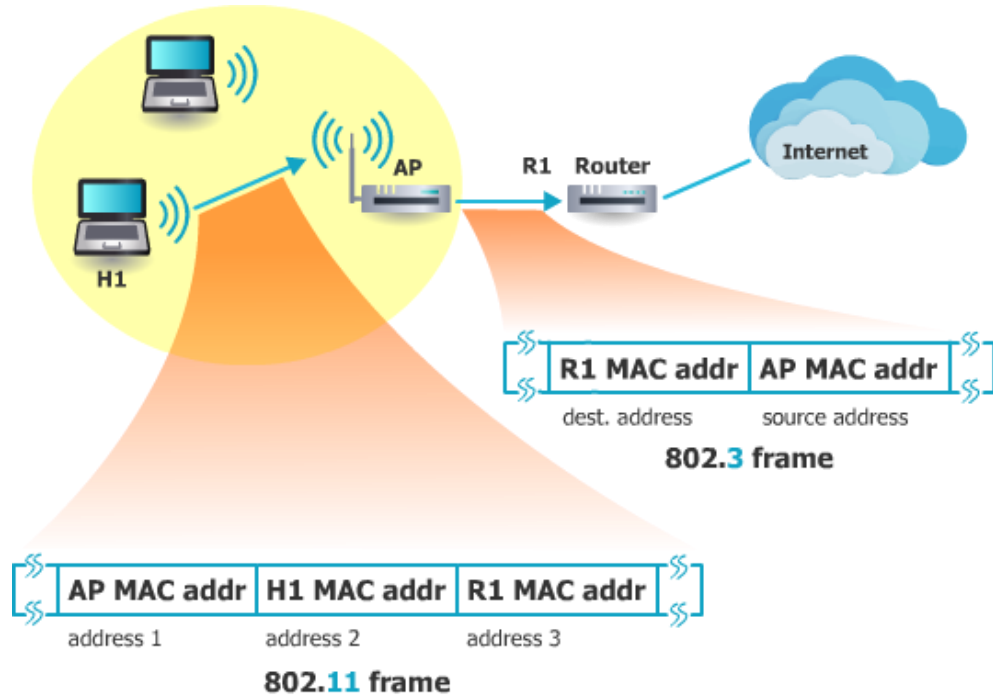 AP
R1 Router
Internet
H1
R1 MAC addr AP MAC addr
dest. address source address
802.3 frame
AP MAC addr H1 MAC addr R1 MAC addr
address 1 address 2 address 3
802.11 frame